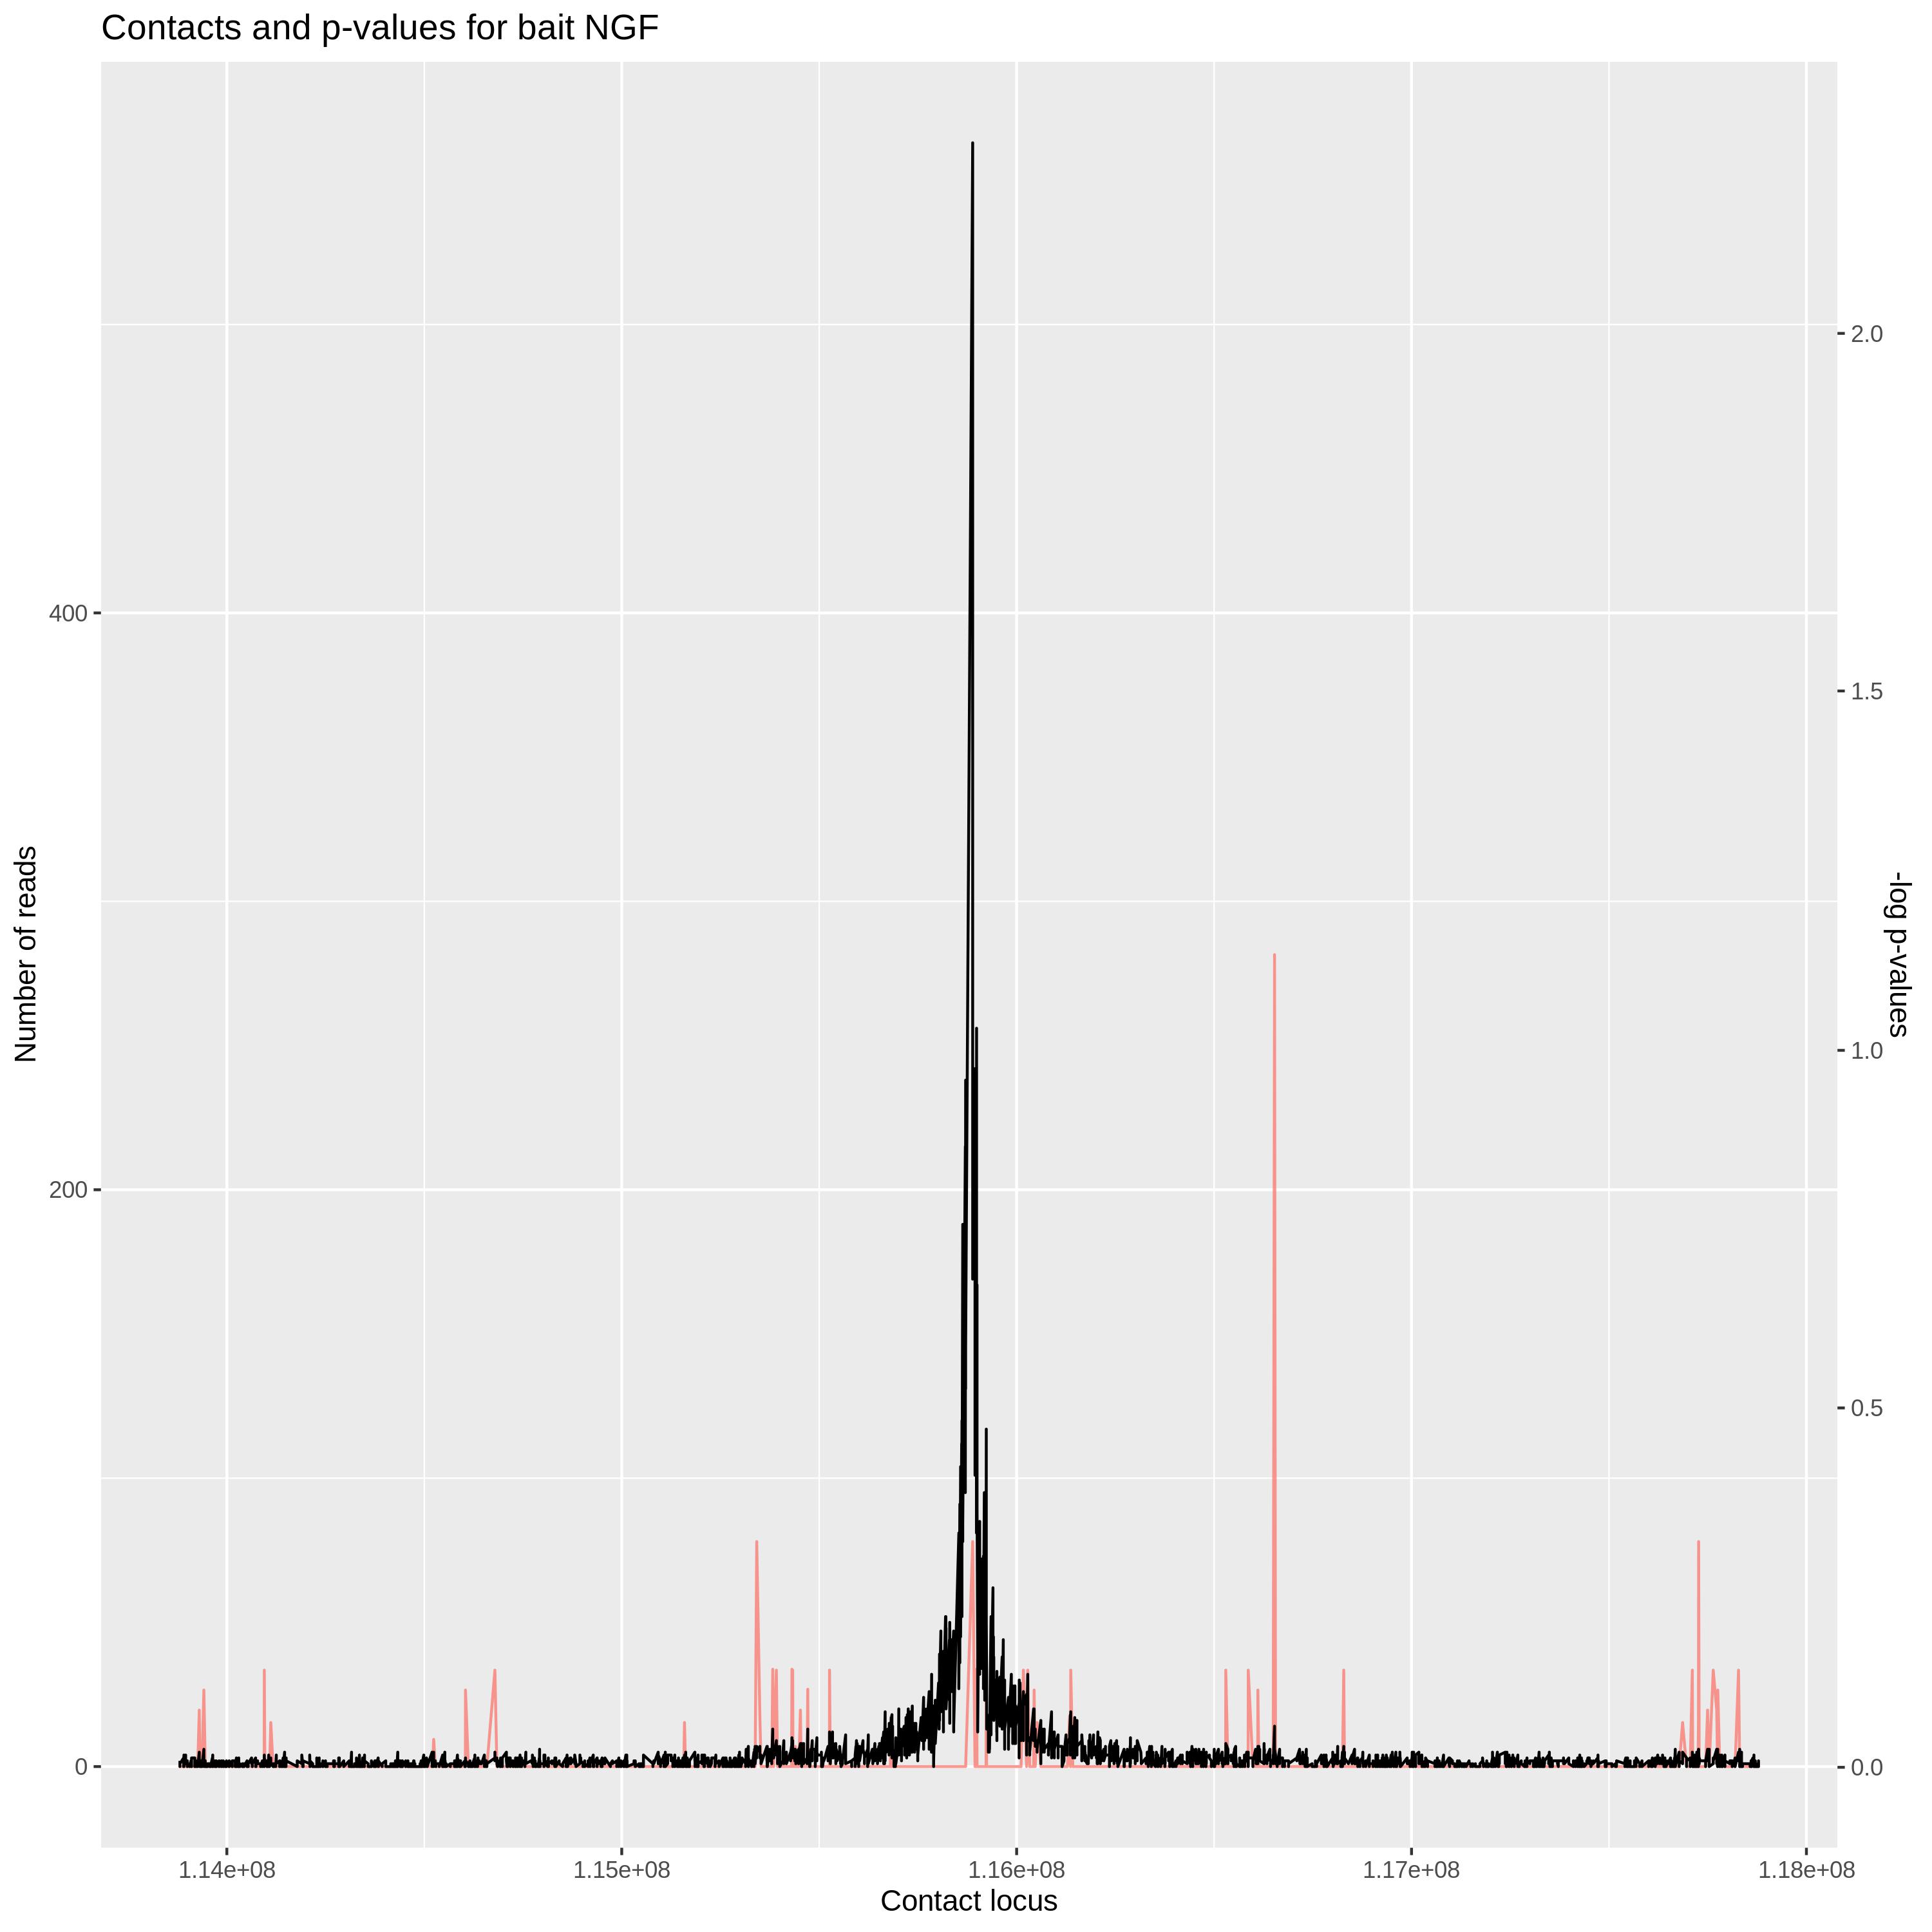 Contacts and p-values for bait NGF
Number of reads
400
200
0
2.0
1.5
1.0
0.5
0.0
-log p-values
1.14e+08
1.15e+08
1.16e+08
1.17e+08
1.18e+08
Contact locus